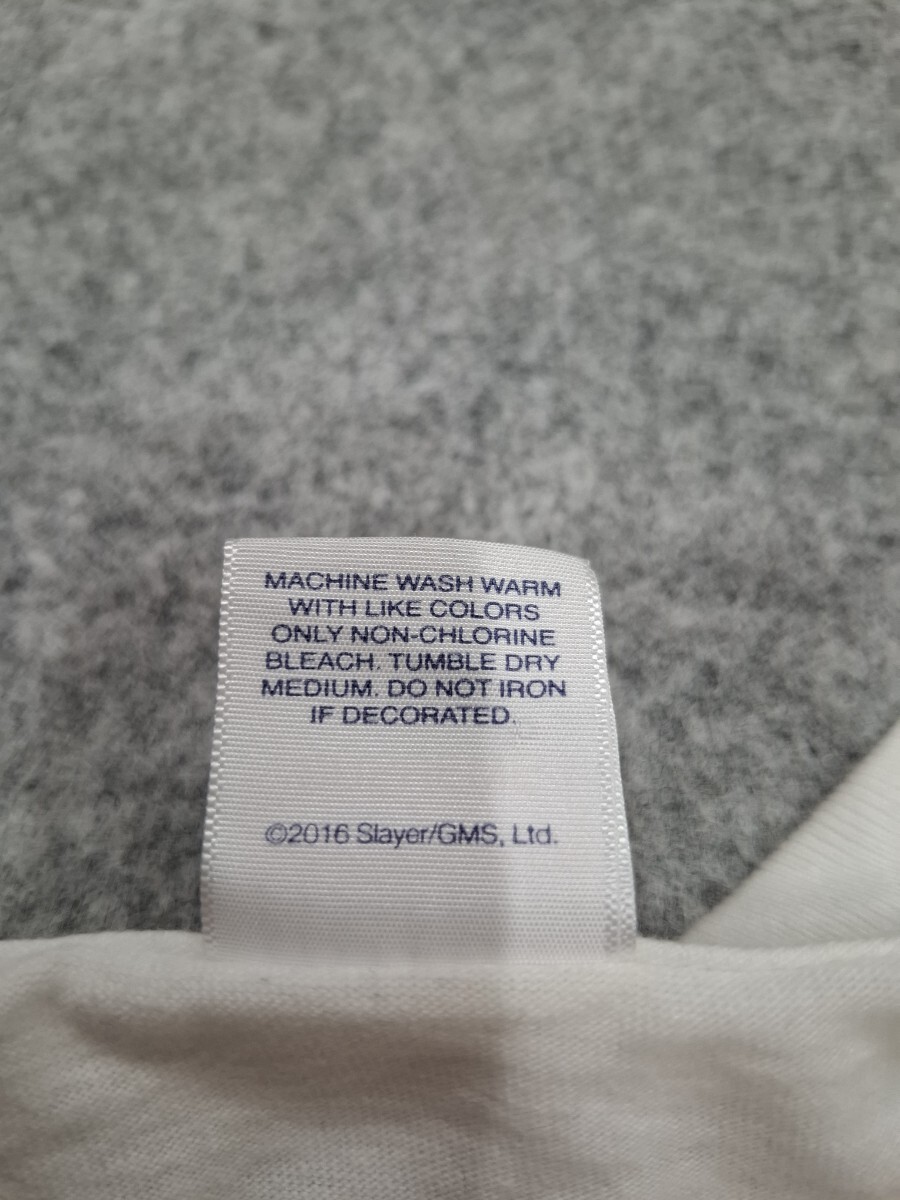 MACHINE WASH WARM
WITH LIKE COLORS
ONLY NON-CHLORINE
BLEACH. TUMBLE DRY
MEDIUM. DO NOT IRON
IF DECORATED.
©2016 Slayer/GMS, Ltd.